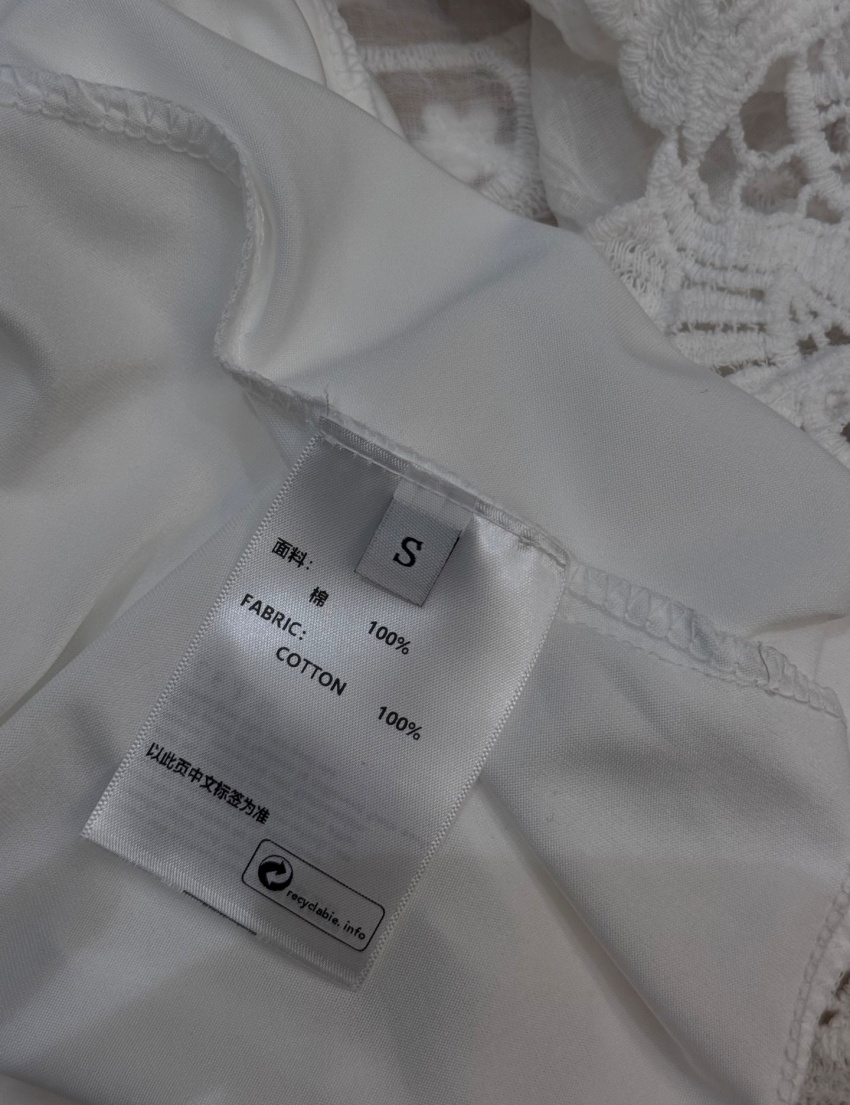 S
面料：
棉 100%
FABRIC:
COTTON 100%
以此页中文标签为准
recyclable. info